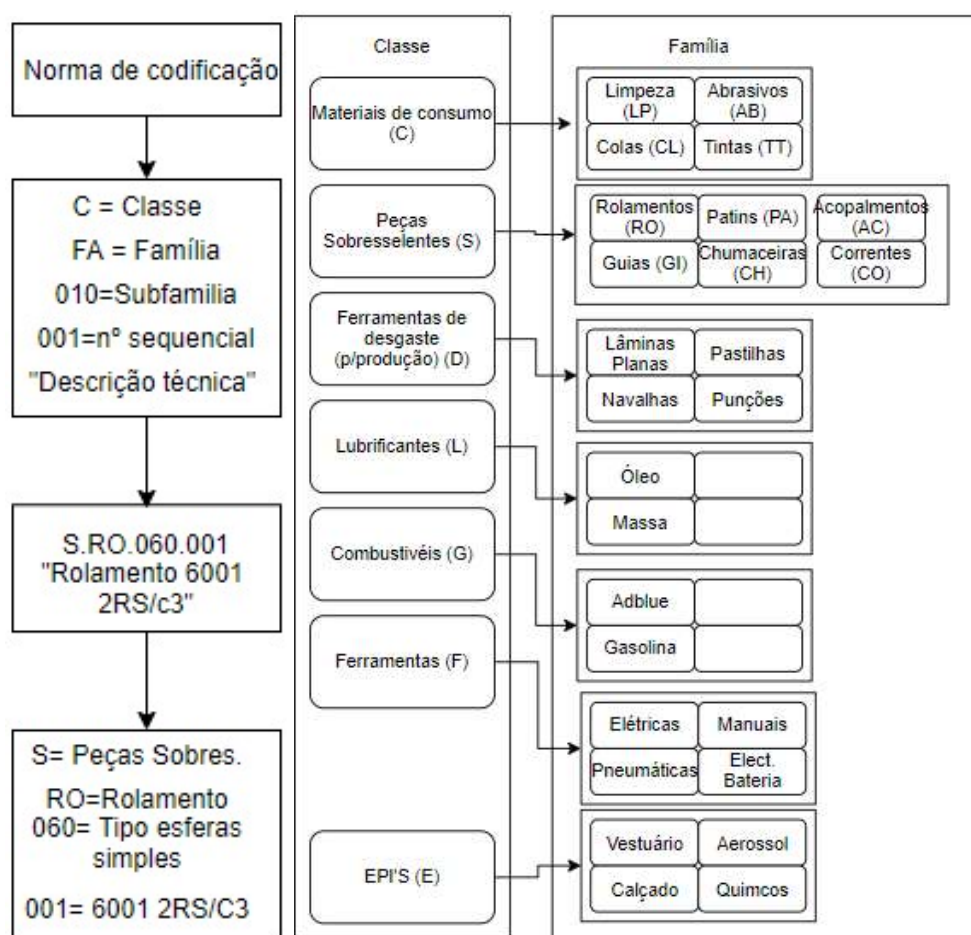 Norma de codificação
C = Classe
FA = Família
010=Subfamilia
001=nº sequencial
"Descrição técnica"
S.RO.060.001
"Rolamento 6001
2RS/c3"
S= Peças Sobres.
RO=Rolamento
060= Tipo esferas
simples
001= 6001 2RS/C3
Classe
Materiais de consumo
(C)
Peças
Sobresselentes (S)
Ferramentas de
desgaste
(p/produção) (D)
Lubrificantes (L)
Combustivéis (G)
Ferramentas (F)
EPI'S (E)
Família
Limpeza
(LP)
Abrasivos
(AB)
Colas (CL)
Tintas (TT)
Rolamentos
(RO)
Patins (PA)
Acopalmentos
(AC)
Guias (GI)
Chumaceiras
(CH)
Correntes
(CO)
Lâminas
Planas
Pastilhas
Navalhas
Punções
Óleo
Massa
Adblue
Gasolina
Elétricas
Manuais
Pneumáticas
Elect.
Bateria
Vestuário
Aerossol
Calçado
Quimcos